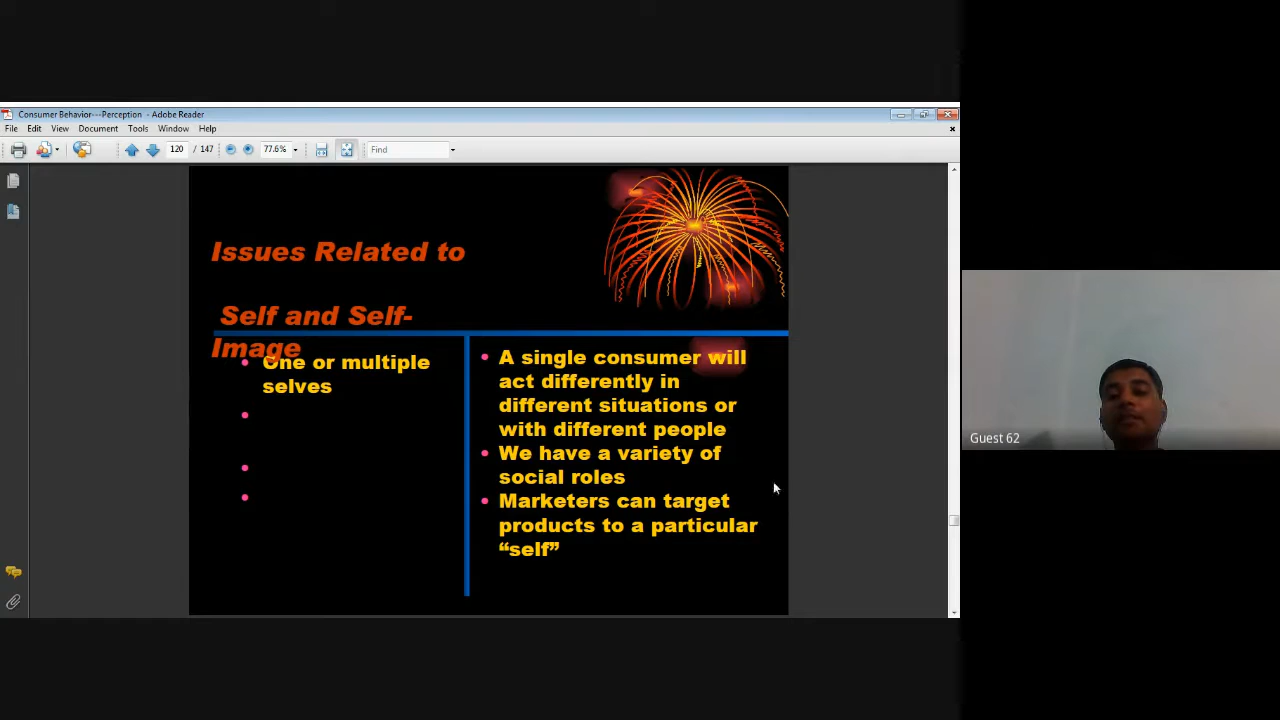 Consumer Behavior---Perception - Adobe Reader
File Edit View Document Tools Window Help
120 / 147 77.6% Find
Issues Related to
Self and Self-
Image
One or multiple
selves
A single consumer will
act differently in
different situations or
with different people
We have a variety of
social roles
Marketers can target
products to a particular
“self”
Guest 62